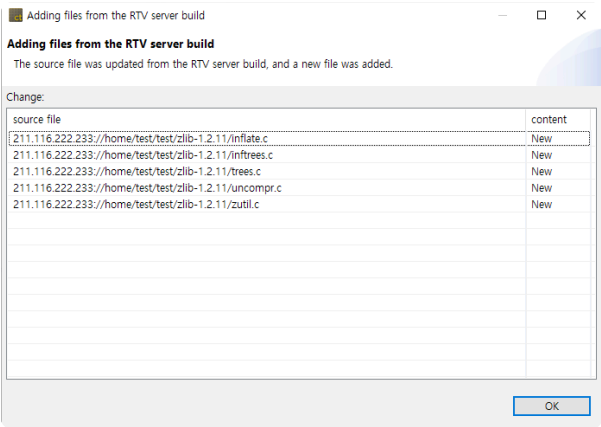 Adding files from the RTV server build
Adding files from the RTV server build
The source file was updated from the RTV server build, and a new file was added.
Change:
source file content
211.116.222.233://home/test/test/zlib-1.2.11/inflate.c New
211.116.222.233://home/test/test/zlib-1.2.11/inftrees.c New
211.116.222.233://home/test/test/zlib-1.2.11/trees.c New
211.116.222.233://home/test/test/zlib-1.2.11/uncompr.c New
211.116.222.233://home/test/test/zlib-1.2.11/zutil.c New
OK